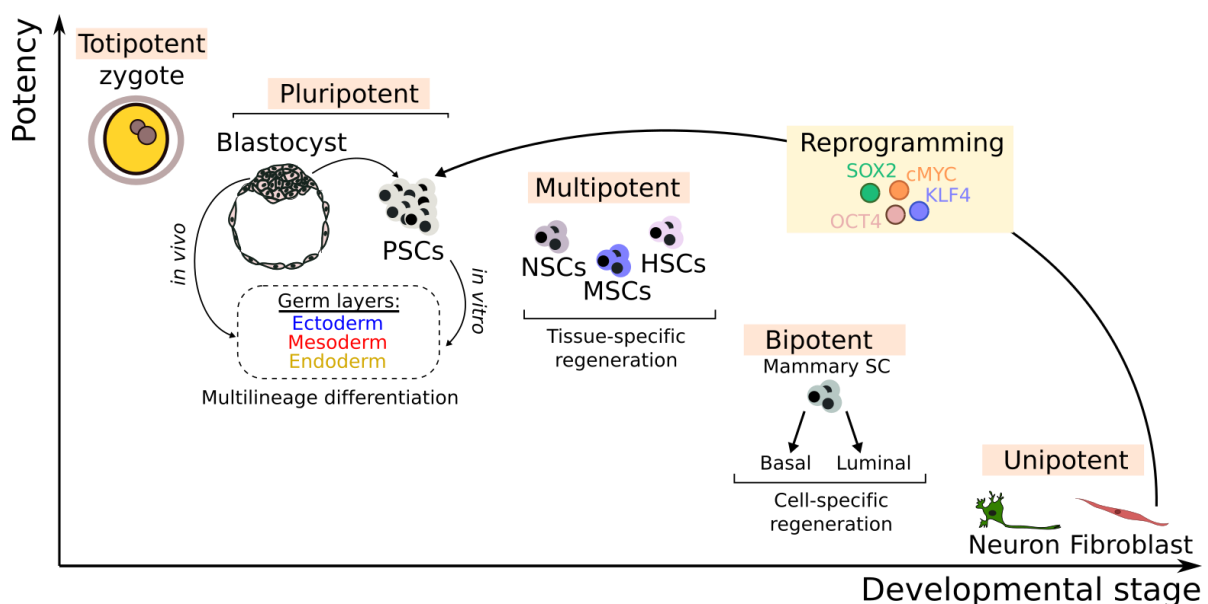 Potency
Totipotent
zygote
Pluripotent
Blastocyst
PSCs
in vivo
in vitro
Germ layers:
Ectoderm
Mesoderm
Endoderm
Multilineage differentiation
Multipotent
NSCs
MSCs
HSCs
Tissue-specific
regeneration
Reprogramming
SOX2
cMYC
KLF4
OCT4
Bipotent
Mammary SC
Basal
Luminal
Cell-specific
regeneration
Unipotent
Neuron
Fibroblast
Developmental stage